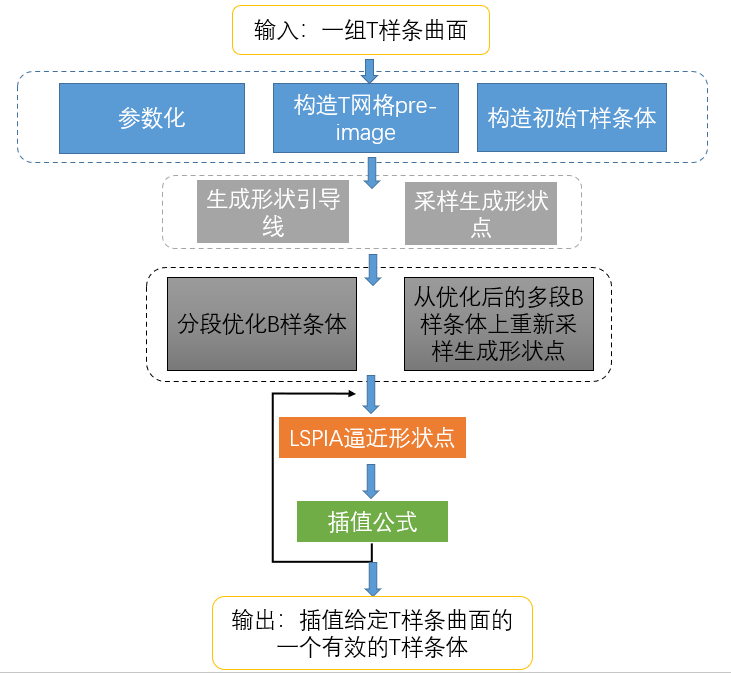 输入：一组T样条曲面
参数化
构造T网格pre-
image
构造初始T样条体
生成形状引导
线
采样生成形状
点
分段优化B样条体
从优化后的多段B
样条体上重新采
样生成形状点
LSPIA逼近形状点
插值公式
输出：插值给定T样条曲面的
一个有效的T样条体